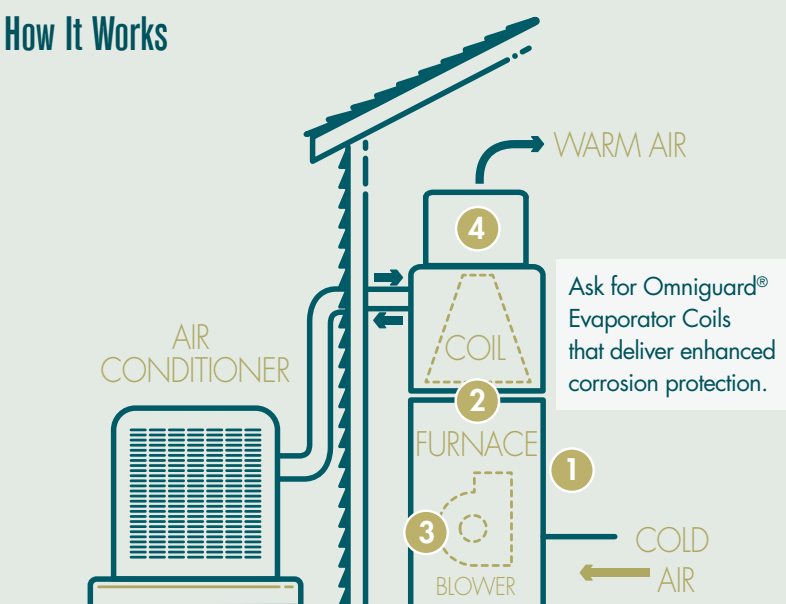 How It Works
WARM AIR
4
Ask for Omniguard®
Evaporator Coils
that deliver enhanced
corrosion protection.
AIR
CONDITIONER
COIL
2
FURNACE
1
3
BLOWER
COLD
AIR